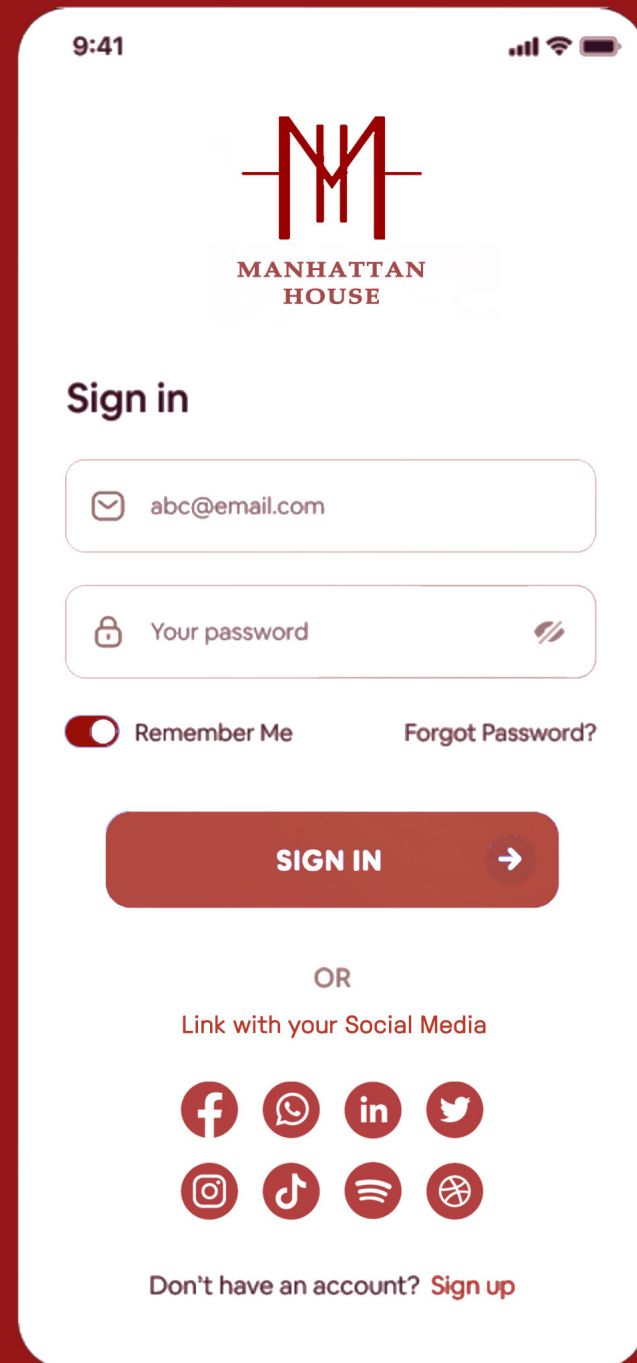 9:41
MANHATTAN
HOUSE
Sign in
abc@email.com
Your password
Remember Me Forgot Password?
SIGN IN
OR
Link with your Social Media
Don't have an account? Sign up